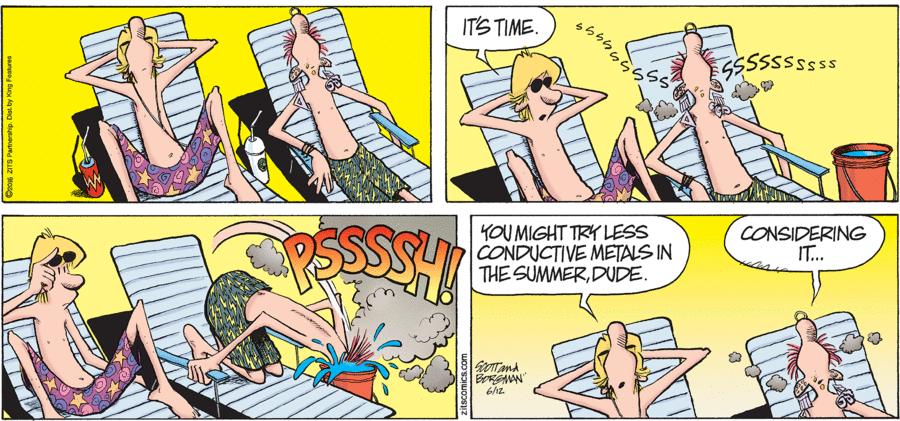 ©2016 ZITS Partnership. Dist. by King Features
IT'S TIME.
SSSSSSSSS
SSSSSSSSSS
PSSSSSH!
zitscomics.com
YOU MIGHT TRY LESS
CONDUCTIVE METALS IN
THE SUMMER, DUDE.
SCOTT and
BORGMAN
6/12
CONSIDERING
IT...